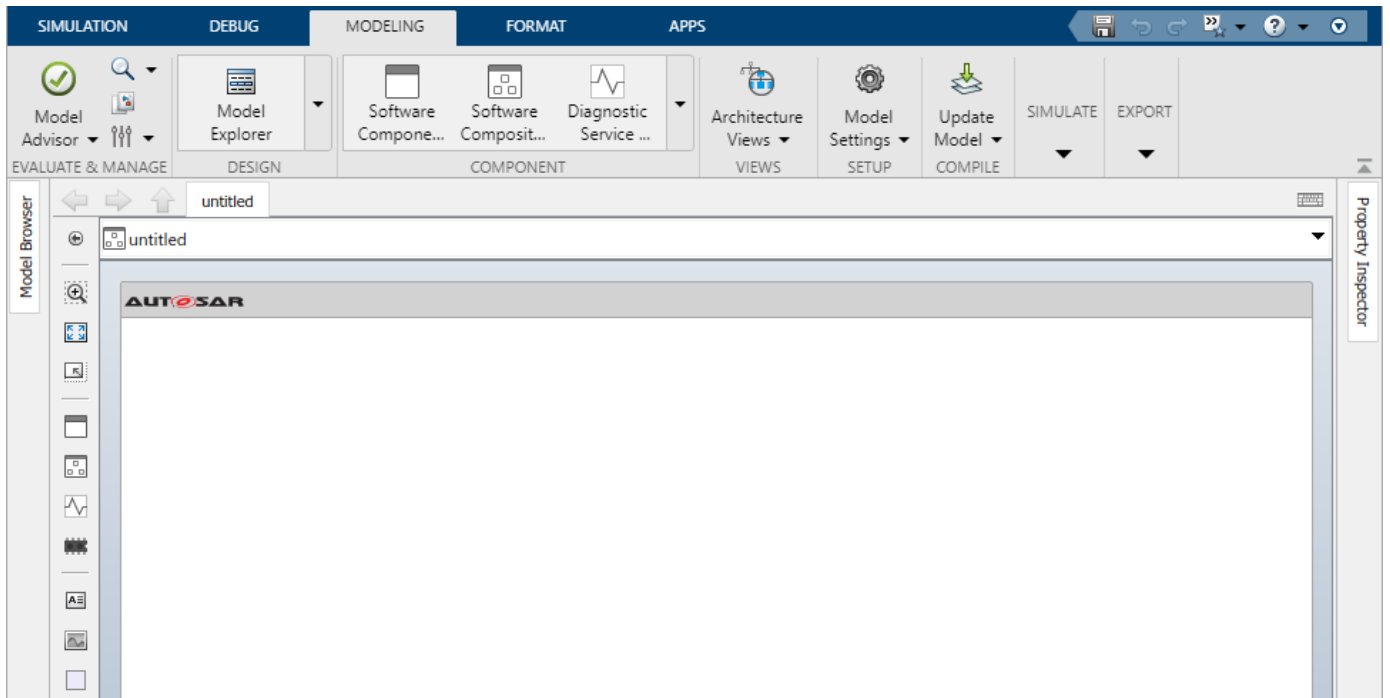 SIMULATION DEBUG MODELING FORMAT APPS
Model Advisor
EVALUATE & MANAGE
Model Explorer
DESIGN
Software Compone...
Software Composit...
Diagnostic Service ...
COMPONENT
Architecture Views
VIEWS
Model Settings
SETUP
Update Model
COMPILE
SIMULATE
EXPORT
Model Browser
untitled
untitled
AUTOSAR
Property Inspector